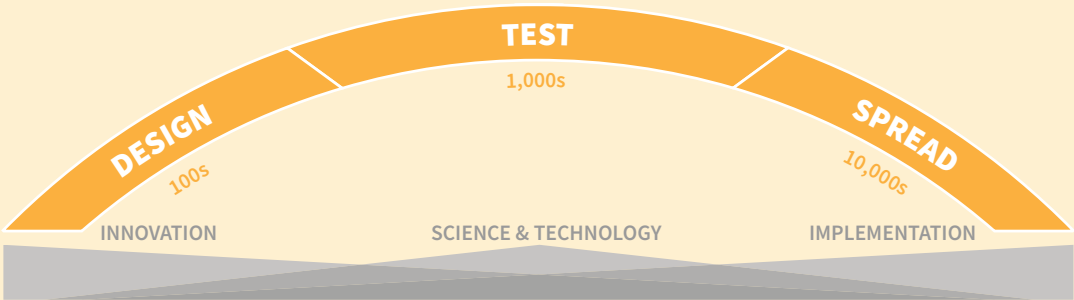 DESIGN
100s
TEST
1,000s
SPREAD
10,000s
INNOVATION
SCIENCE & TECHNOLOGY
IMPLEMENTATION